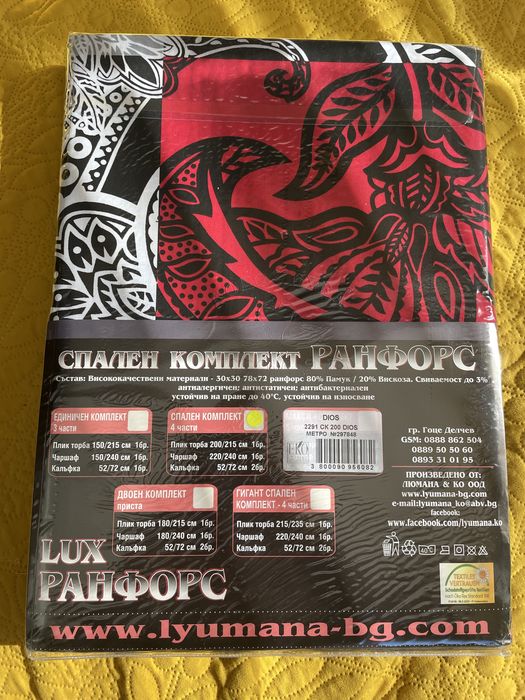 СПАЛЕН КОМПЛЕКТ РАНФОРС
Състав: Висококачествени материали - 30х30 78х72 ранфорс 80% Памук / 20% Вискоза. Свиваемост до 3%
антиалергичен; антистатичен; антибактериален
устойчив на пране до 40°С, устойчив на износване
ЕДИНИЧЕН КОМПЛЕКТ
3 части
Плик торба 150/215 см 1бр.
Чаршаф 150/240 см 1бр.
Калъфка 52/72 см 1бр.
СПАЛЕН КОМПЛЕКТ
4 части
Плик торба 200/215 см 1бр.
Чаршаф 220/240 см 1бр.
Калъфка 52/72 см 2бр.
DIOS
2291 СК 200 DIOS
МЕТРО №297848
3 800090 956082
гр. Гоце Делчев
GSM: 0888 862 504
0889 50 50 60
0893 31 01 95
ПРОИЗВЕДЕНО ОТ:
ЛЮМАНА & КО ООД
www.lyumana-bg.com
e-mail:lyumana_ko@abv.bg
facebook:
www.facebook.com/lyumana.ko
ДВОЕН КОМПЛЕКТ
приста
Плик торба 180/215 см 1бр.
Чаршаф 180/240 см 1бр.
Калъфка 52/72 см 2бр.
ГИГАНТ СПАЛЕН
КОМПЛЕКТ - 4 части
Плик торба 215/235 см 1бр.
Чаршаф 220/240 см 1бр.
Калъфка 52/72 см 2бр.
LUX
РАНФОРС
TEXTILES
VERTRAUEN
www.lyumana-bg.com